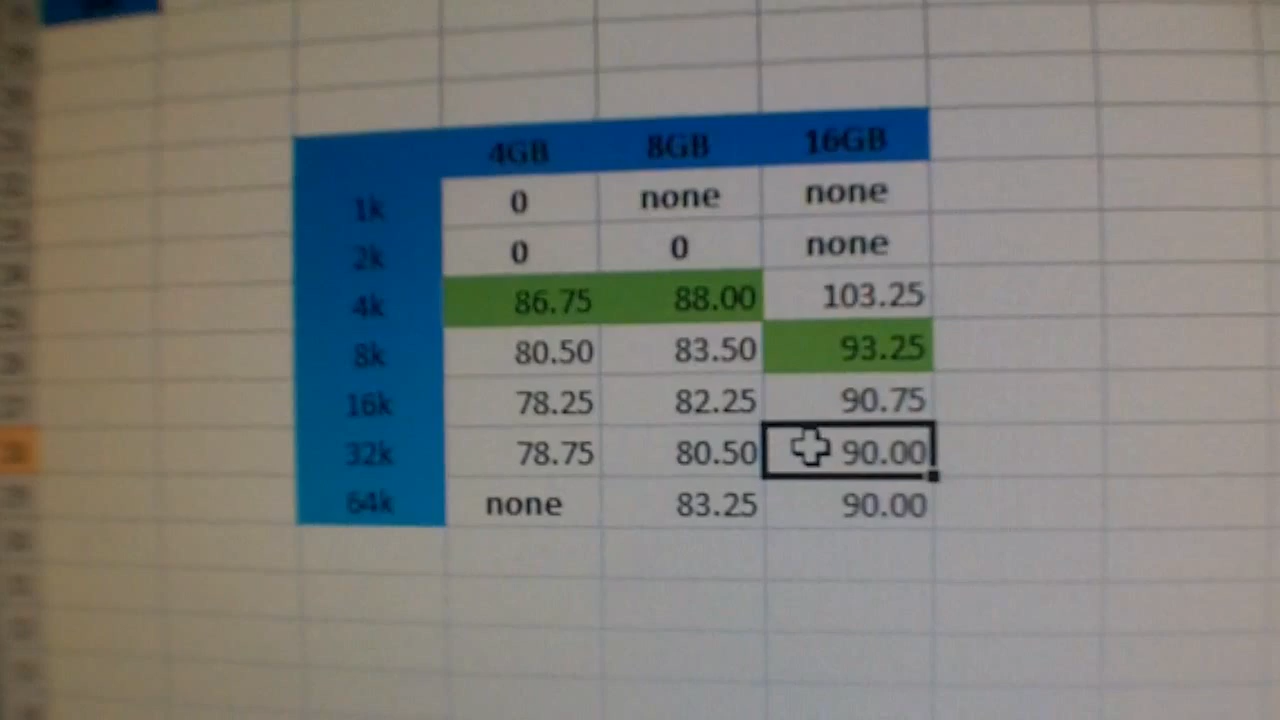 4GB 8GB 16GB
1k 0 none none
2k 0 0 none
4k 86.75 88.00 103.25
8k 80.50 83.50 93.25
16k 78.25 82.25 90.75
32k 78.75 80.50 90.00
64k none 83.25 90.00